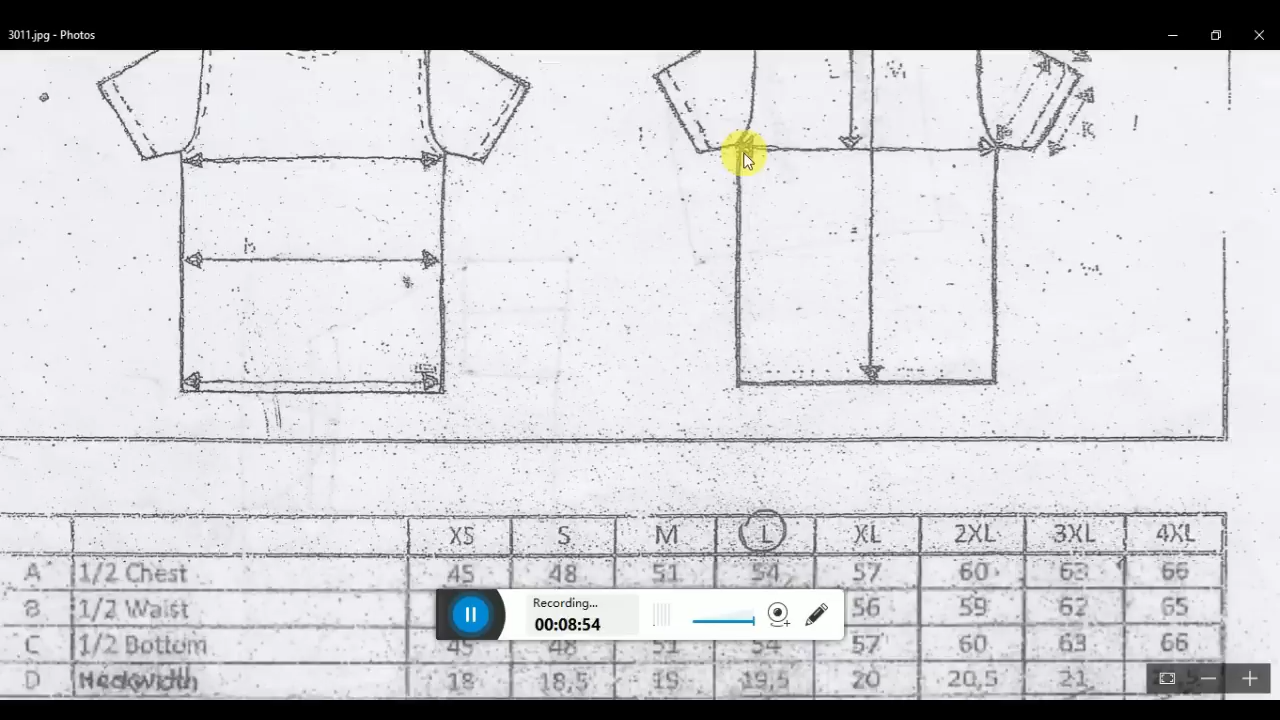 3011.jpg - Photos
M
K
b
XS S M L XL 2XL 3XL 4XL
A 1/2 Chest 45 48 51 54 57 60 63 66
B 1/2 Waist 56 59 62 65
C 1/2 Bottom 45 48 51 54 57 60 63 66
D Neckwidth 18 18,5 19 19,5 20 20,5 21
Recording...
00:08:54